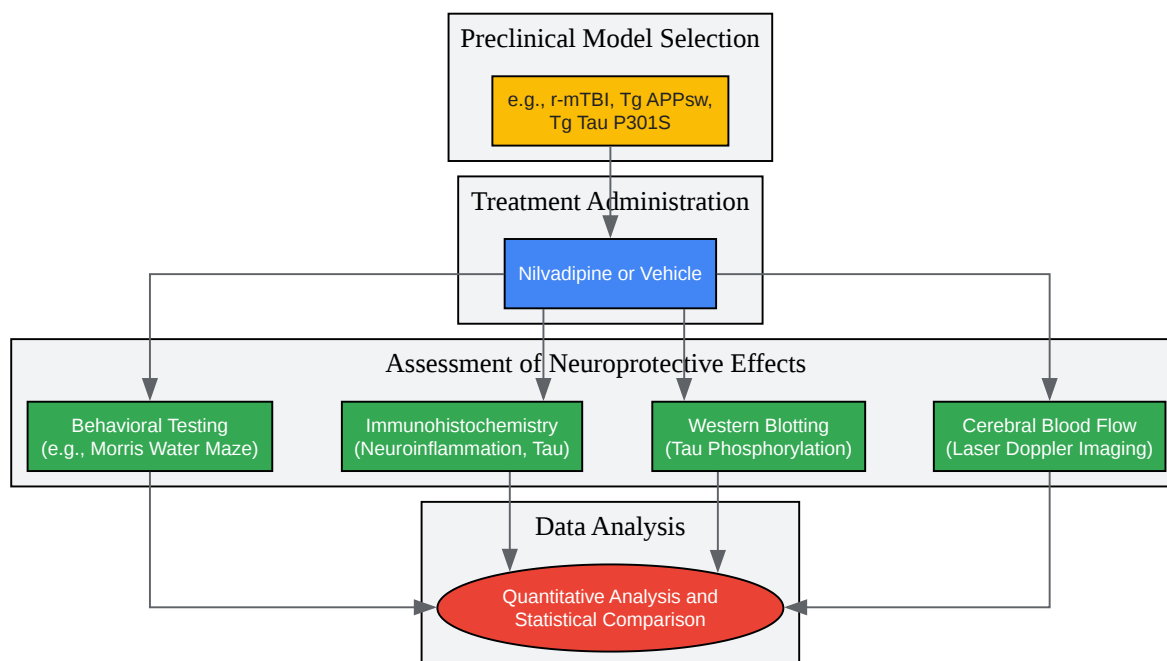 Preclinical Model Selection
e.g., r-mTBI, Tg APPsw,
Tg Tau P301S
Treatment Administration
Nilvadipine or Vehicle
Assessment of Neuroprotective Effects
Behavioral Testing
(e.g., Morris Water Maze)
Immunohistochemistry
(Neuroinflammation, Tau)
Western Blotting
(Tau Phosphorylation)
Cerebral Blood Flow
(Laser Doppler Imaging)
Data Analysis
Quantitative Analysis and
Statistical Comparison